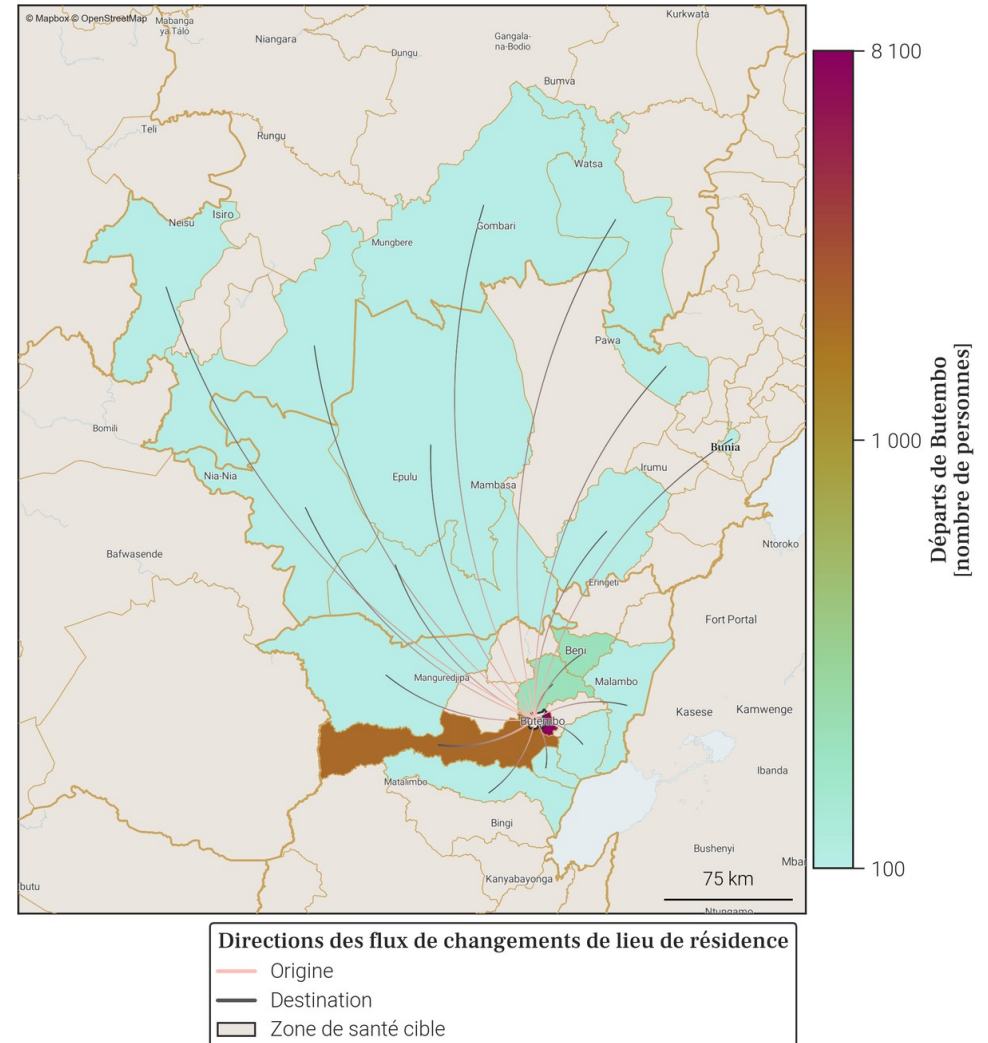 © Mapbox © OpenStreetMap
Mabanga
ya Talo
Niangara
Dungu
Gangala-
na-Bodio
Kurkwata
Bumva
Teli
Rungu
Watsa
Neisu
Isiro
Mungbere
Gombari
Pawa
Bomili
Nia-Nia
Epulu
Mambasa
Irumu
Bunia
Bafwasende
Ntoroko
Eringeti
Fort Portal
Beni
Manguredjipa
Malambo
Butembo
Kasese
Kamwenge
Matalimbo
Ibanda
Bingi
Bushenyi
Mbar
Kanyabayonga
butu
75 km
Ntungamo
8 100
1 000
100
Départs de Butembo
[nombre de personnes]
Directions des flux de changements de lieu de résidence
Origine
Destination
Zone de santé cible